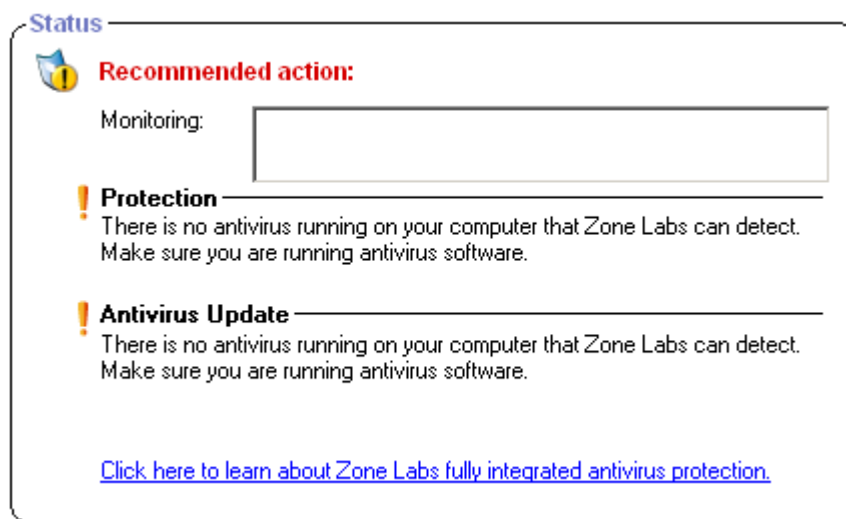 Status
Recommended action:
Monitoring:
Protection
There is no antivirus running on your computer that Zone Labs can detect.
Make sure you are running antivirus software.
Antivirus Update
There is no antivirus running on your computer that Zone Labs can detect.
Make sure you are running antivirus software.
Click here to learn about Zone Labs fully integrated antivirus protection.